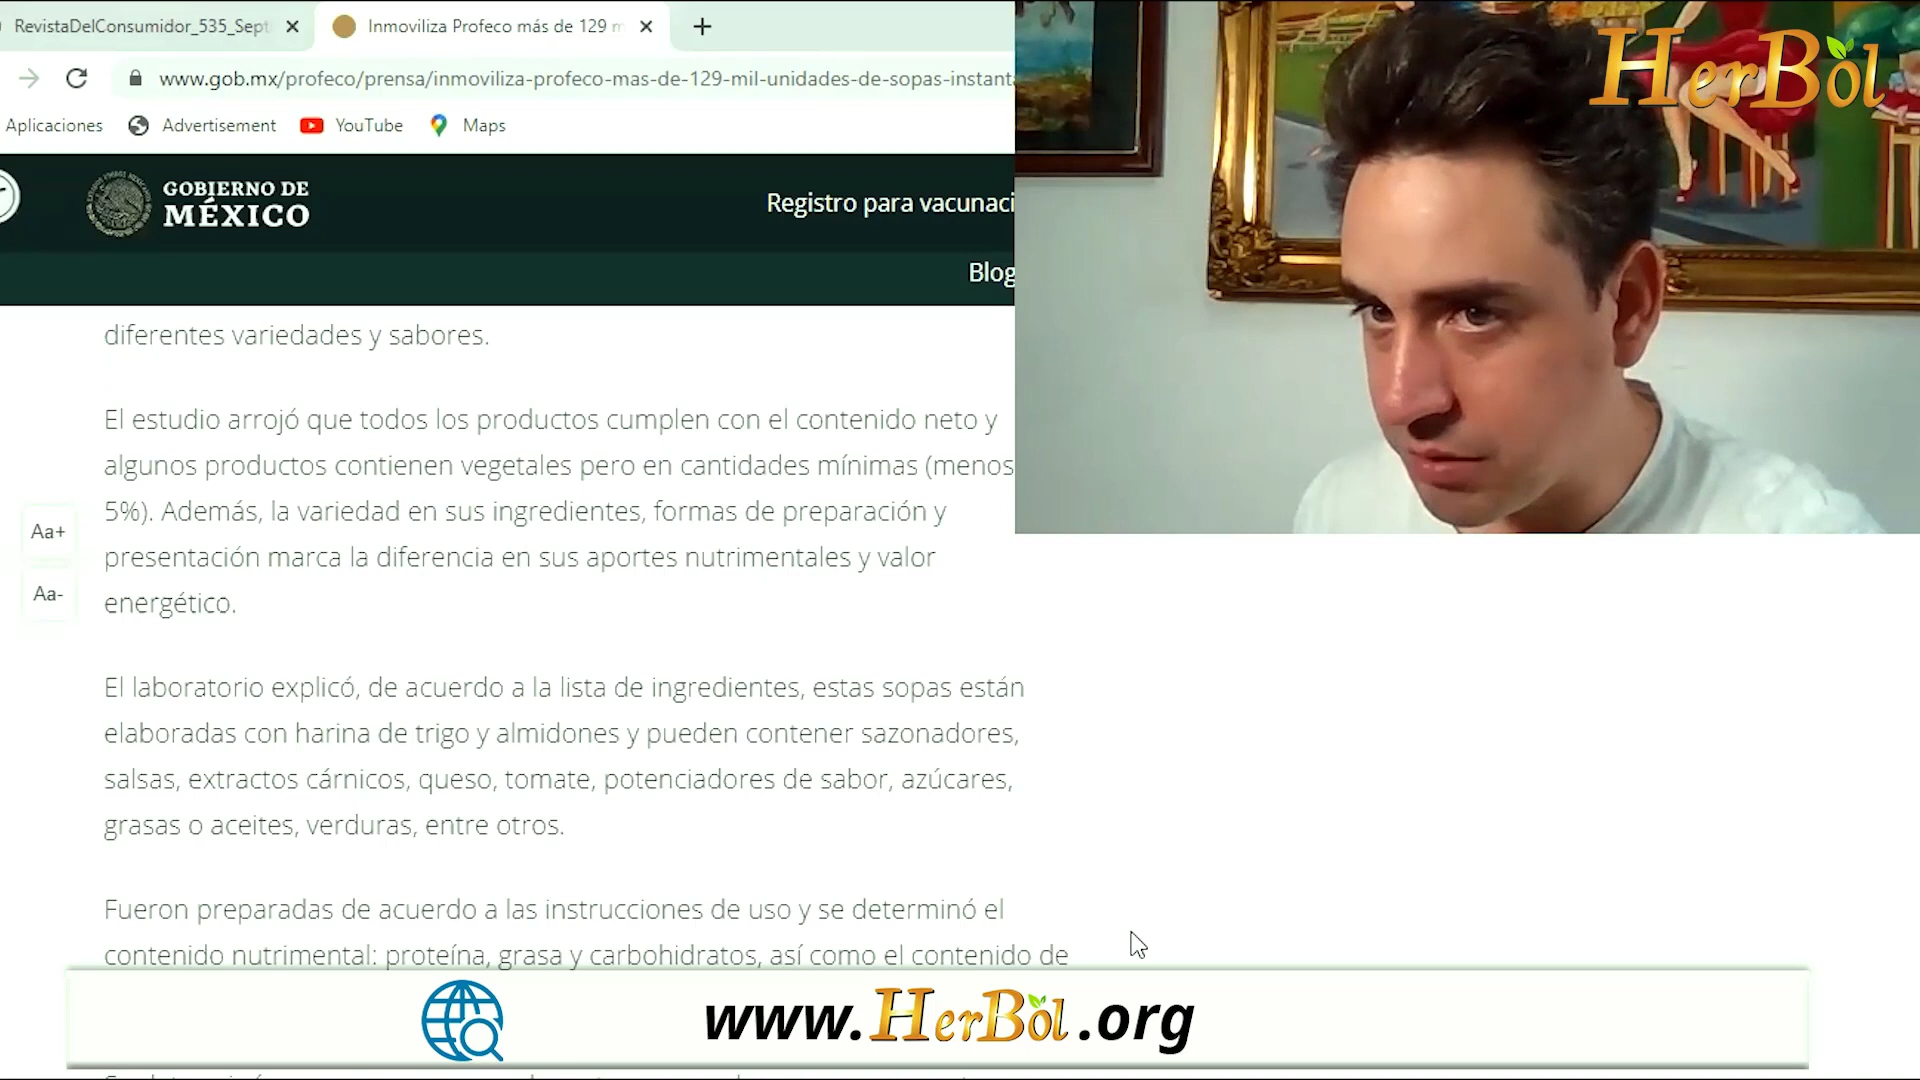 RevistaDelConsumidor_535_Sept
Inmoviliza Profeco más de 129 m
www.gob.mx/profeco/prensa/inmoviliza-profeco-mas-de-129-mil-unidades-de-sopas-instant
Aplicaciones
Advertisement
YouTube
Maps
HerBol
GOBIERNO DE
MÉXICO
Registro para vacunaci
Blog
diferentes variedades y sabores.
El estudio arrojó que todos los productos cumplen con el contenido neto y
algunos productos contienen vegetales pero en cantidades mínimas (menos
5%). Además, la variedad en sus ingredientes, formas de preparación y
presentación marca la diferencia en sus aportes nutrimentales y valor
energético.
Aa+
Aa-
El laboratorio explicó, de acuerdo a la lista de ingredientes, estas sopas están
elaboradas con harina de trigo y almidones y pueden contener sazonadores,
salsas, extractos cárnicos, queso, tomate, potenciadores de sabor, azúcares,
grasas o aceites, verduras, entre otros.
Fueron preparadas de acuerdo a las instrucciones de uso y se determinó el
contenido nutrimental: proteína, grasa y carbohidratos, así como el contenido de
www.HerBol.org